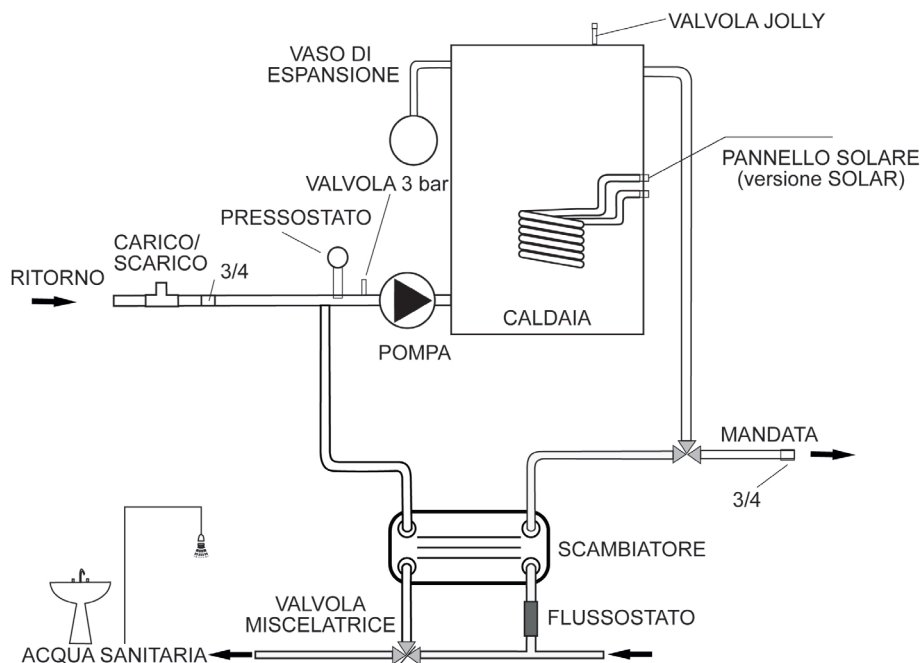 VALVOLA JOLLY
VASO DI
ESPANSIONE
PANNELLO SOLARE
(versione SOLAR)
VALVOLA 3 bar
PRESSOSTATO
CARICO/
SCARICO
3/4
RITORNO
CALDAIA
POMPA
MANDATA
3/4
SCAMBIATORE
VALVOLA
MISCELATRICE
FLUSSOSTATO
ACQUA SANITARIA